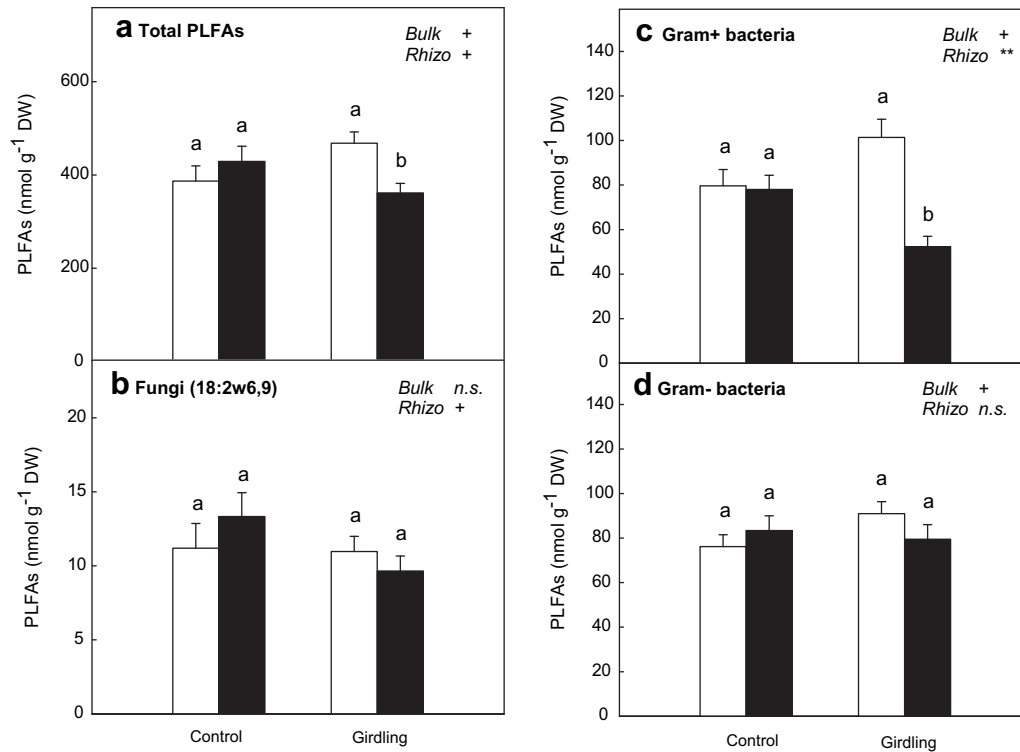 a Total PLFAs
Bulk +
Rhizo +
PLFAs (nmol g⁻¹ DW)
600
400
200
0
a
a
a
b
b Fungi (18:2w6,9)
Bulk n.s.
Rhizo +
PLFAs (nmol g⁻¹ DW)
20
15
10
5
0
a
a
a
a
Control
Girdling
c Gram+ bacteria
Bulk +
Rhizo **
PLFAs (nmol g⁻¹ DW)
140
120
100
80
60
40
20
0
a
a
a
b
d Gram- bacteria
Bulk +
Rhizo n.s.
PLFAs (nmol g⁻¹ DW)
140
120
100
80
60
40
20
0
a
a
a
a
Control
Girdling